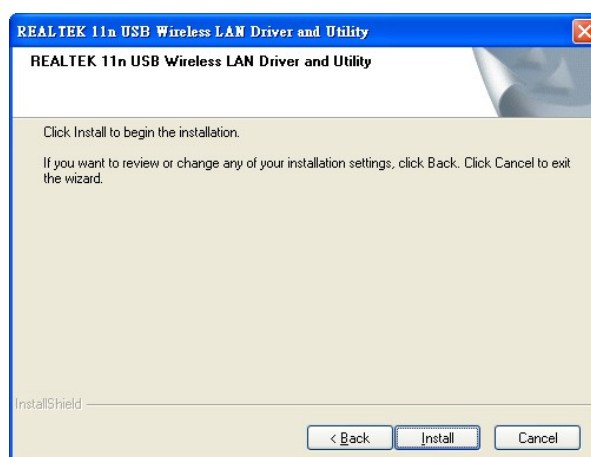 REALTEK 11n USB Wireless LAN Driver and Utility
REALTEK 11n USB Wireless LAN Driver and Utility
Click Install to begin the installation.
If you want to review or change any of your installation settings, click Back. Click Cancel to exit
the wizard.
InstallShield
< Back
Install
Cancel